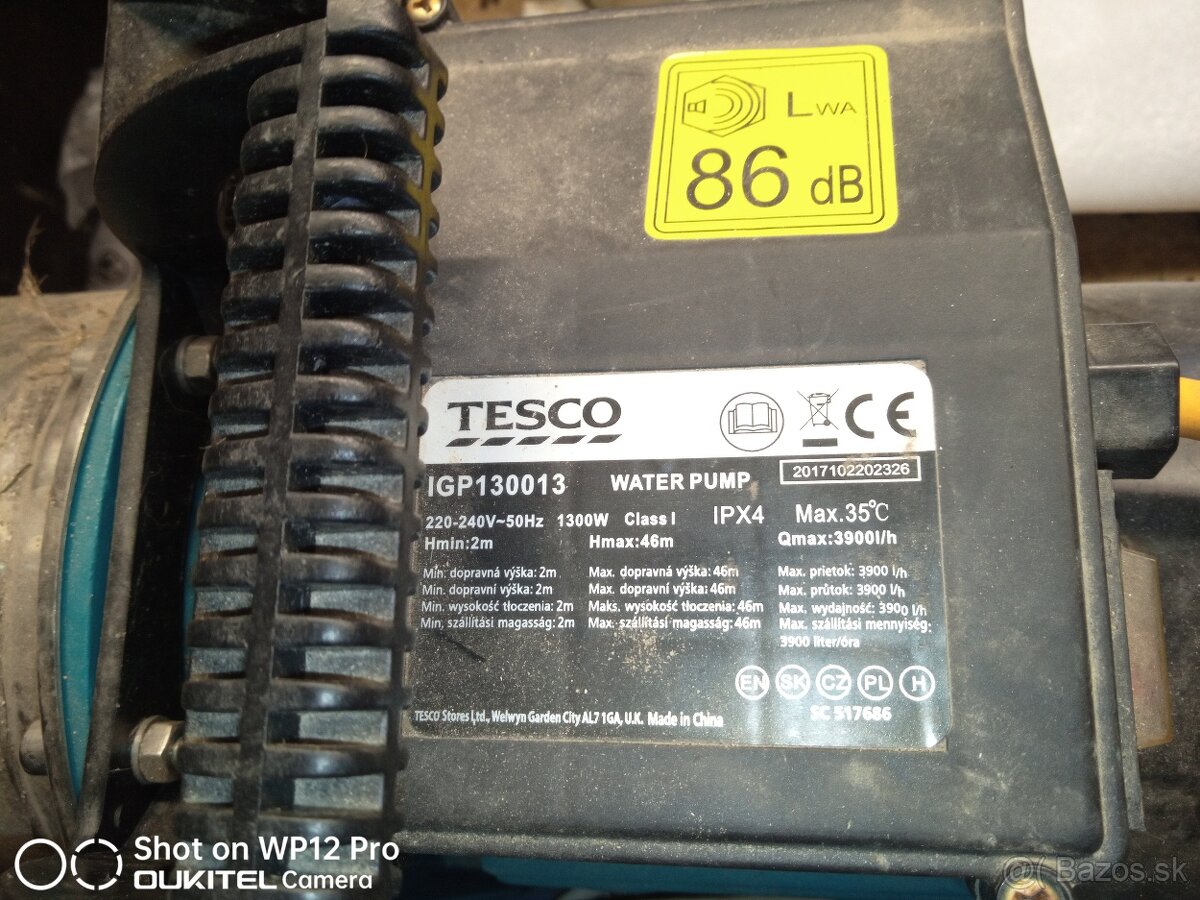 LWA
86 dB
TESCO
CE
IGP130013 WATER PUMP 2017102202326
220-240V~50Hz 1300W Class I IPX4 Max.35℃
Hmin:2m Hmax:46m Qmax:3900l/h
Min. dopravná výška: 2m Max. dopravná výška: 46m Max. prietok: 3900 l/h
Min. dopravní výška: 2m Max. dopravní výška: 46m Max. průtok: 3900 l/h
Min. wysokość tłoczenia: 2m Maks. wysokość tłoczenia: 46m Max. wydajność: 3900 l/h
Min. szállítási magasság: 2m Max. szállítási magasság: 46m Max. szállítási mennyiség:
3900 liter/óra
EN SK CZ PL H
SC 517686
TESCO Stores Ltd., Welwyn Garden City AL7 1GA, U.K. Made in China
Shot on WP12 Pro
OUKITEL Camera
Bazos.sk